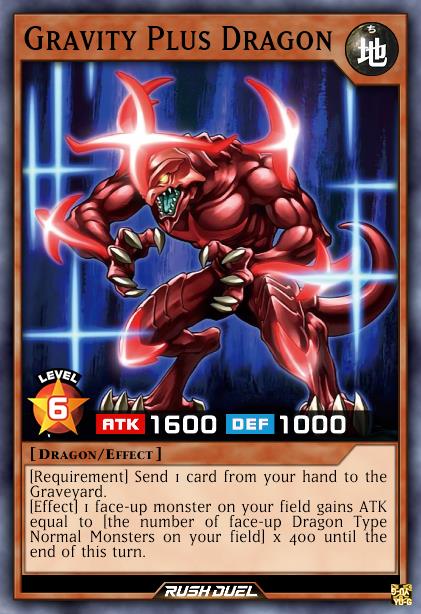 GRAVITY PLUS DRAGON
ち
地
LEVEL
6
ATK 1600 DEF 1000
[DRAGON/EFFECT]
[Requirement] Send 1 card from your hand to the
Graveyard.
[Effect] 1 face-up monster on your field gains ATK
equal to [the number of face-up Dragon Type
Normal Monsters on your field] x 400 until the
end of this turn.
RUSH DUEL